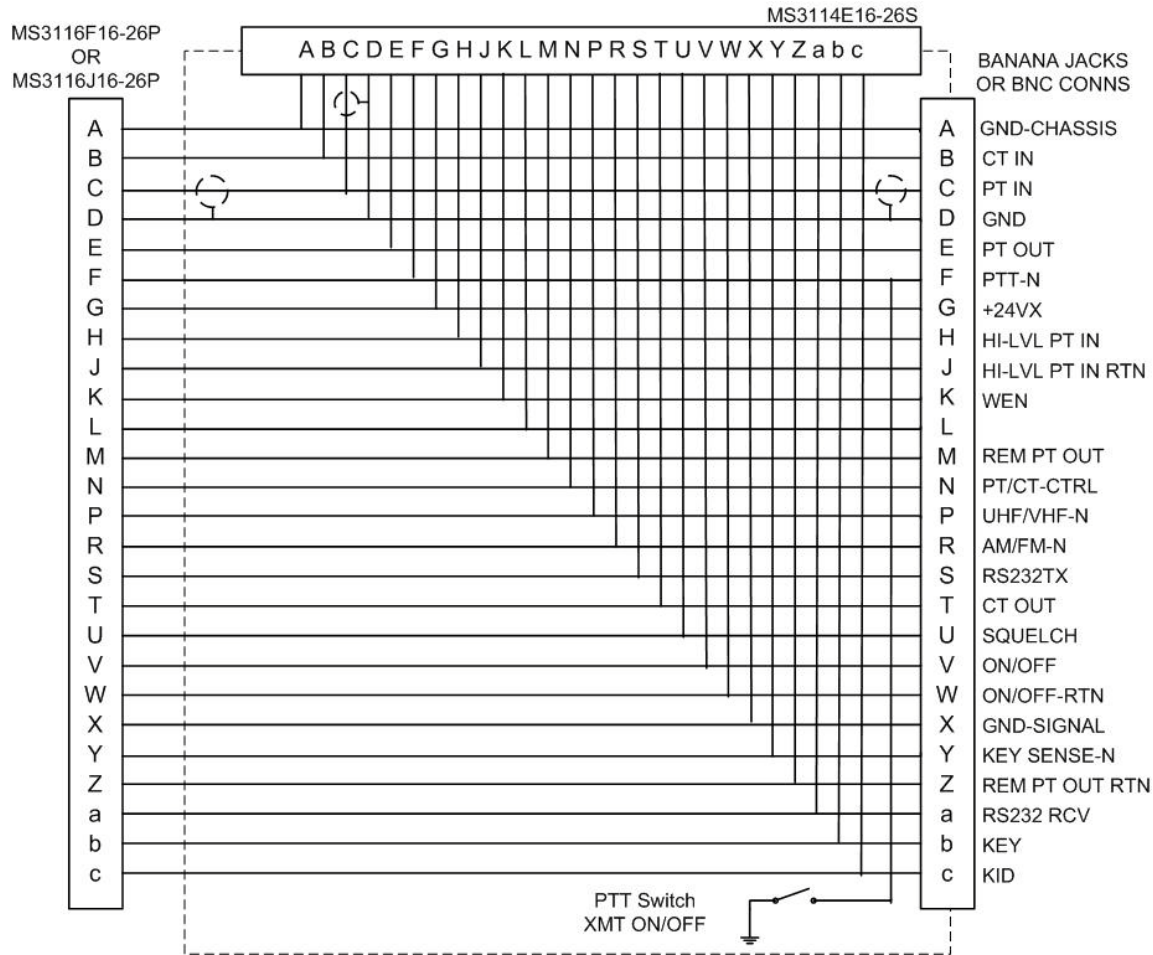 MS3114E16-26S
MS3116F16-26P
OR
MS3116J16-26P
A B C D E F G H J K L M N P R S T U V W X Y Z a b c
BANANA JACKS
OR BNC CONNS
A A GND-CHASSIS
B B CT IN
C C PT IN
D D GND
E E PT OUT
F F PTT-N
G G +24VX
H H HI-LVL PT IN
J J HI-LVL PT IN RTN
K K WEN
L L
M M REM PT OUT
N N PT/CT-CTRL
P P UHF/VHF-N
R R AM/FM-N
S S RS232TX
T T CT OUT
U U SQUELCH
V V ON/OFF
W W ON/OFF-RTN
X X GND-SIGNAL
Y Y KEY SENSE-N
Z Z REM PT OUT RTN
a a RS232 RCV
b b KEY
c c KID
PTT Switch
XMT ON/OFF